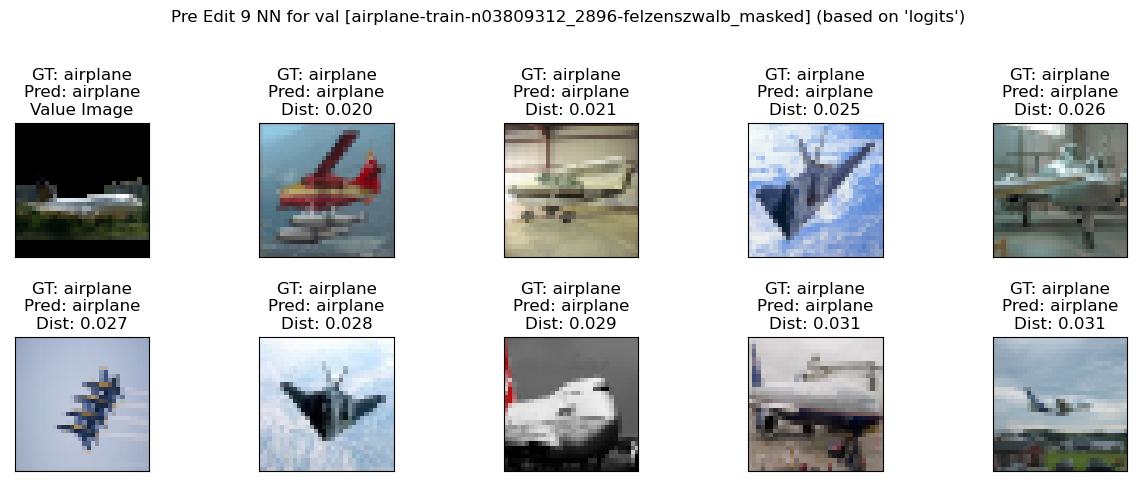 Pre Edit 9 NN for val [airplane-train-n03809312_2896-felzenszwalb_masked] (based on 'logits')
GT: airplane
Pred: airplane
Value Image
GT: airplane
Pred: airplane
Dist: 0.020
GT: airplane
Pred: airplane
Dist: 0.021
GT: airplane
Pred: airplane
Dist: 0.025
GT: airplane
Pred: airplane
Dist: 0.026
GT: airplane
Pred: airplane
Dist: 0.027
GT: airplane
Pred: airplane
Dist: 0.028
GT: airplane
Pred: airplane
Dist: 0.029
GT: airplane
Pred: airplane
Dist: 0.031
GT: airplane
Pred: airplane
Dist: 0.031